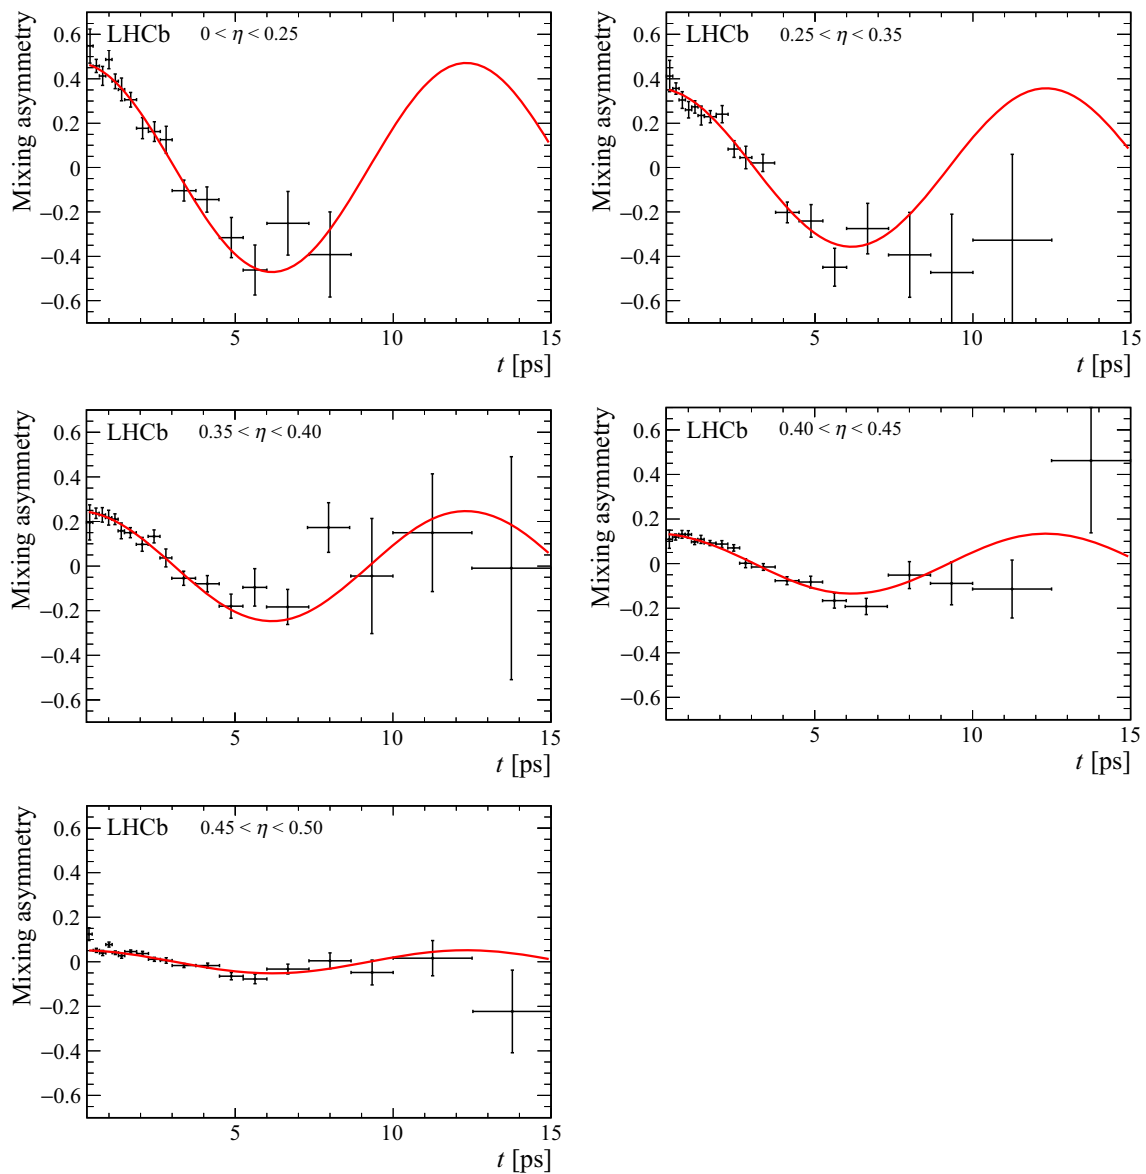 LHCb 0 < η < 0.25
Mixing asymmetry
0.6
0.4
0.2
0
−0.2
−0.4
−0.6
5 10 15
t [ps]
LHCb 0.25 < η < 0.35
Mixing asymmetry
0.6
0.4
0.2
0
−0.2
−0.4
−0.6
5 10 15
t [ps]
LHCb 0.35 < η < 0.40
Mixing asymmetry
0.6
0.4
0.2
0
−0.2
−0.4
−0.6
5 10 15
t [ps]
LHCb 0.40 < η < 0.45
Mixing asymmetry
0.6
0.4
0.2
0
−0.2
−0.4
−0.6
5 10 15
t [ps]
LHCb 0.45 < η < 0.50
Mixing asymmetry
0.6
0.4
0.2
0
−0.2
−0.4
−0.6
5 10 15
t [ps]